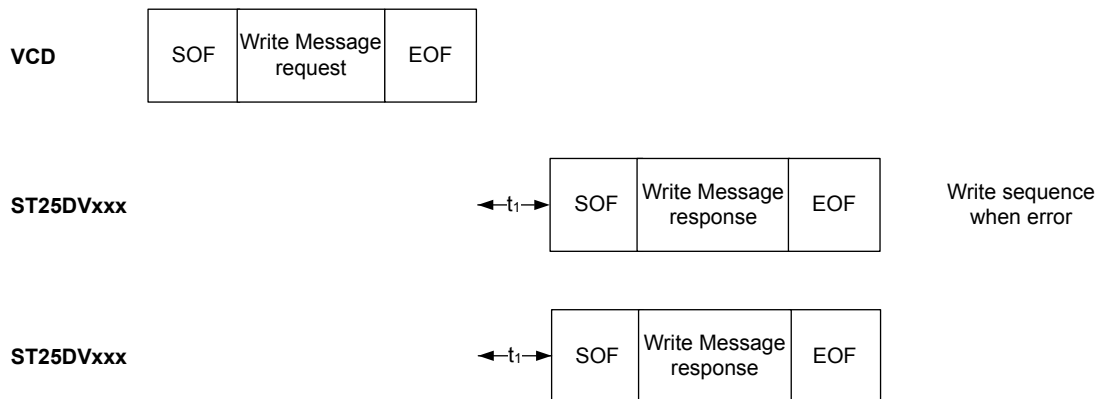 VCD
SOF
Write Message
request
EOF
ST25DVxxx
t₁
SOF
Write Message
response
EOF
Write sequence
when error
ST25DVxxx
t₁
SOF
Write Message
response
EOF